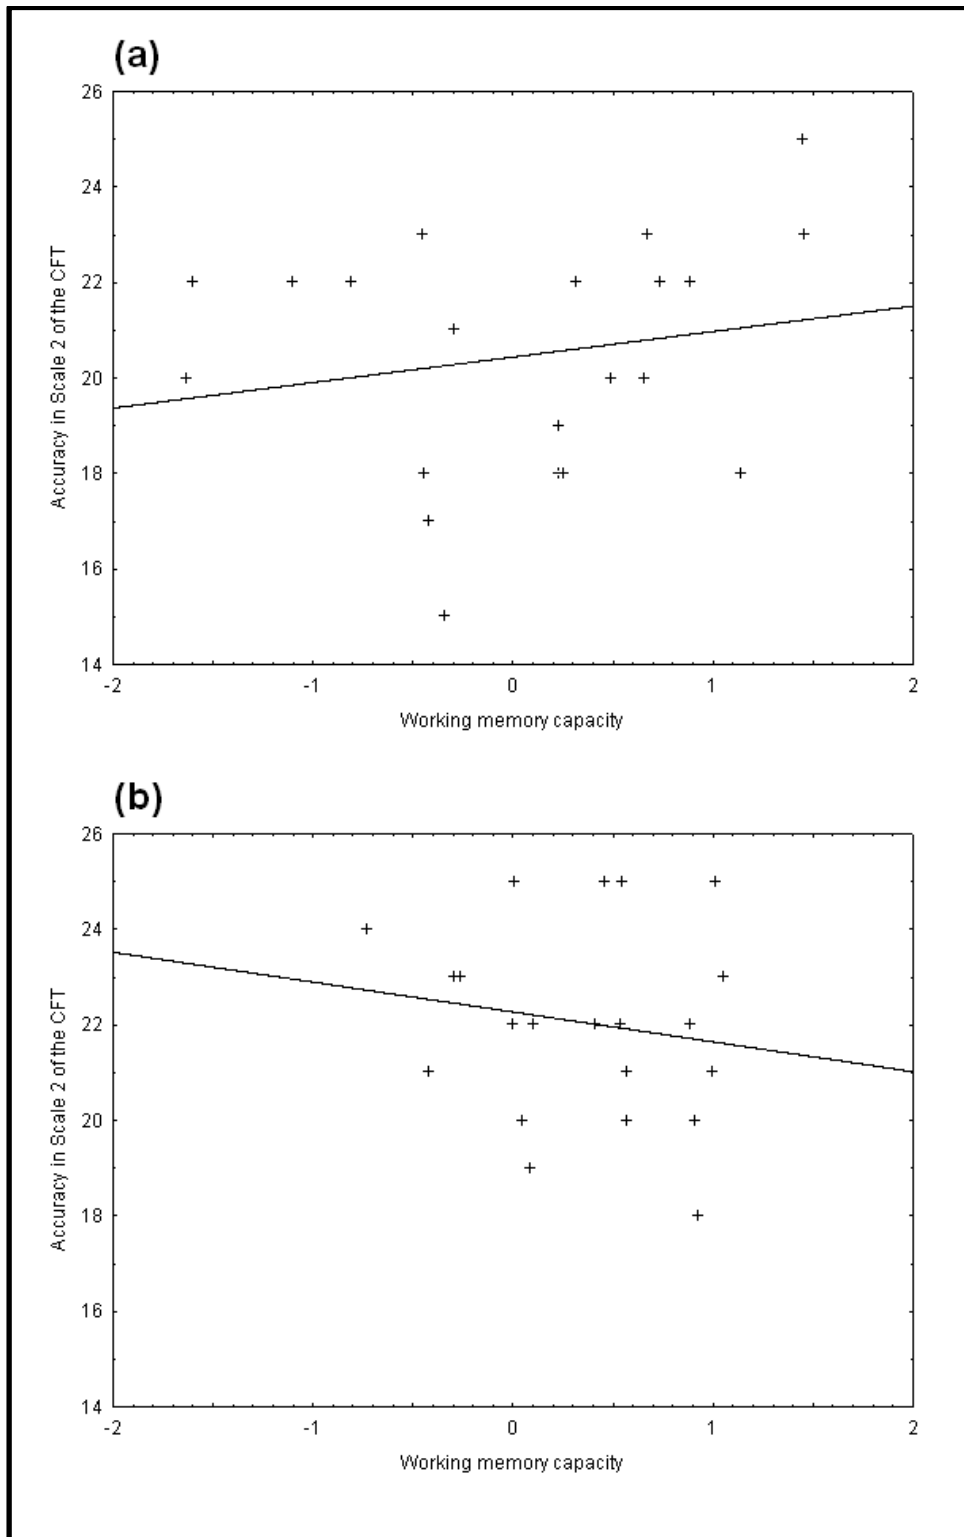 (a)
26
24
22
20
18
16
14
-2 -1 0 1 2
Accuracy in Scale 2 of the CFT
Working memory capacity
(b)
26
24
22
20
18
16
14
-2 -1 0 1 2
Accuracy in Scale 2 of the CFT
Working memory capacity